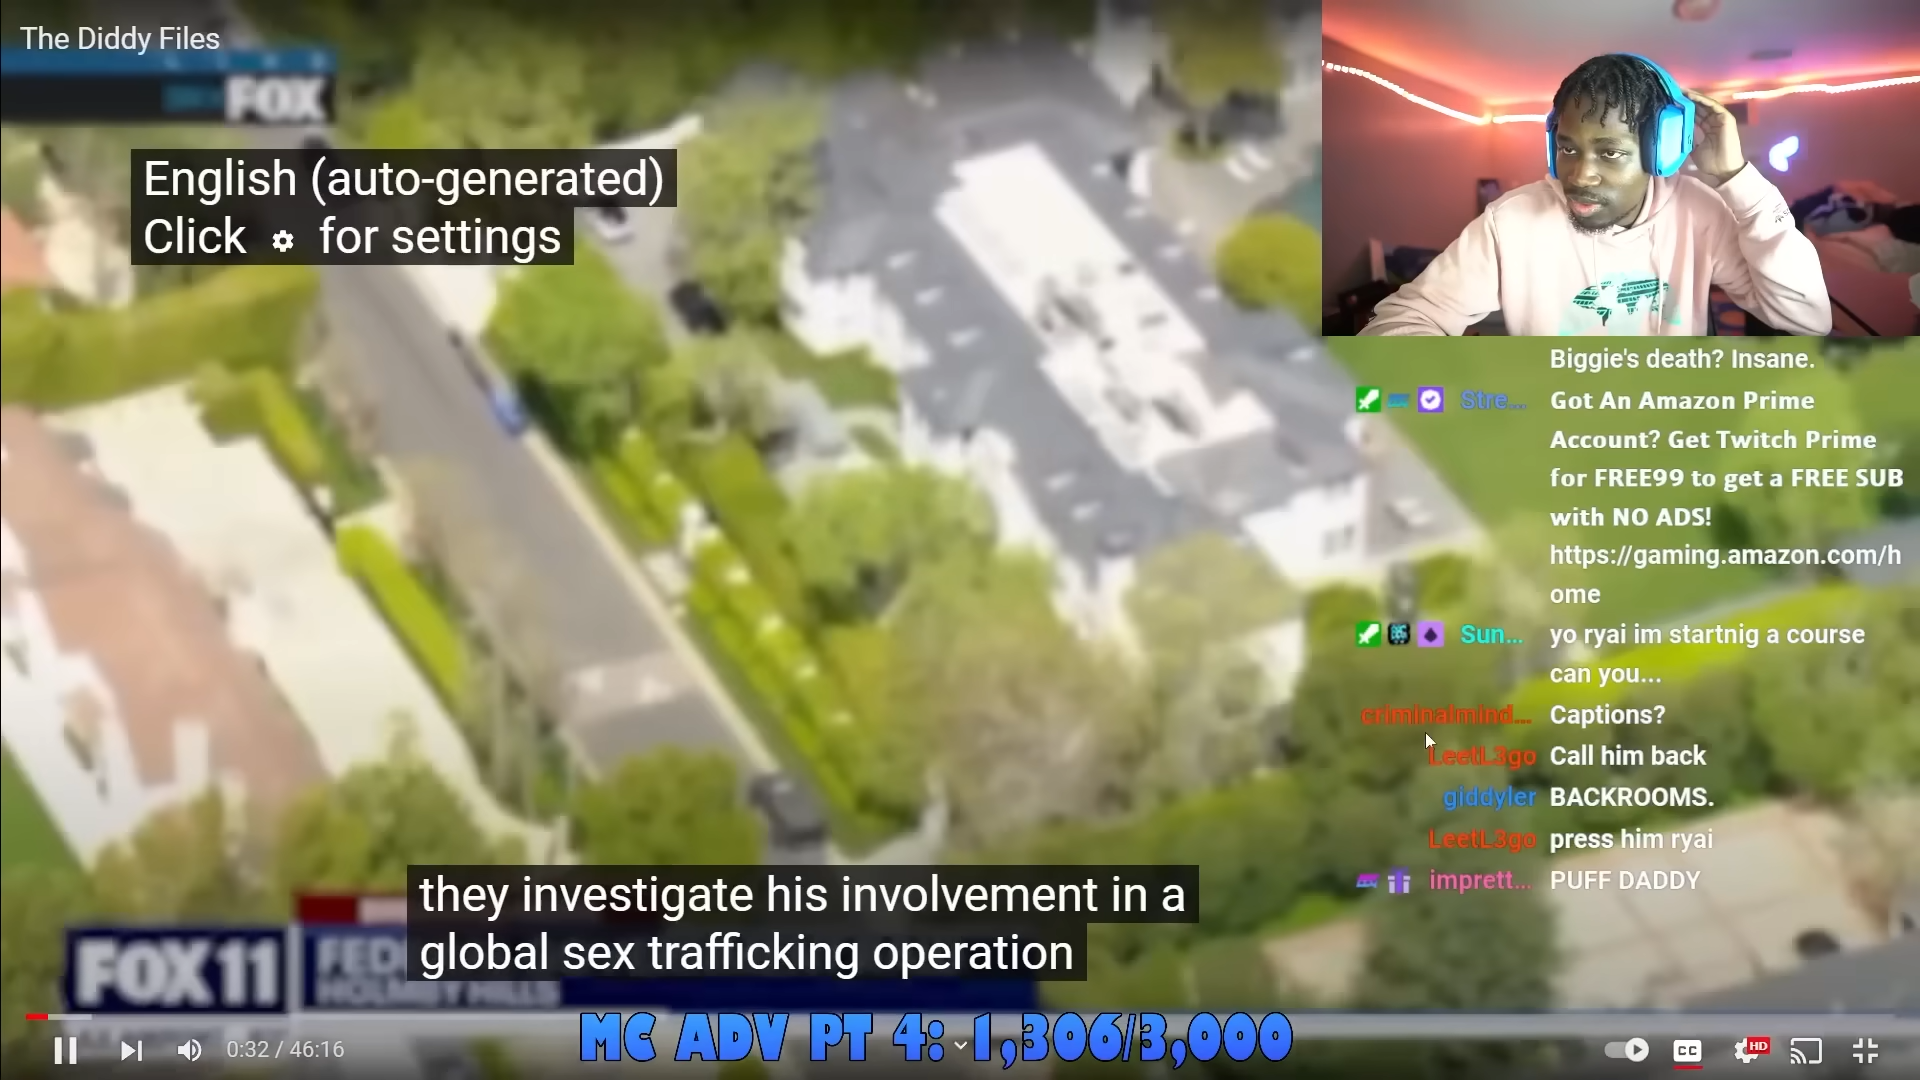 The Diddy Files
FOX
English (auto-generated)
Click for settings
Biggie's death? Insane.
Stre... Got An Amazon Prime
Account? Get Twitch Prime
for FREE99 to get a FREE SUB
with NO ADS!
https://gaming.amazon.com/h
ome
Sun... yo ryai im startnig a course
can you...
criminalmind... Captions?
LeetL3go Call him back
giddyler BACKROOMS.
LeetL3go press him ryai
imprett... PUFF DADDY
they investigate his involvement in a
global sex trafficking operation
FOX 11
HOLMBY HILLS
MC ADV PT 4: 1,306/3,000
0:32 / 46:16
CC
HD